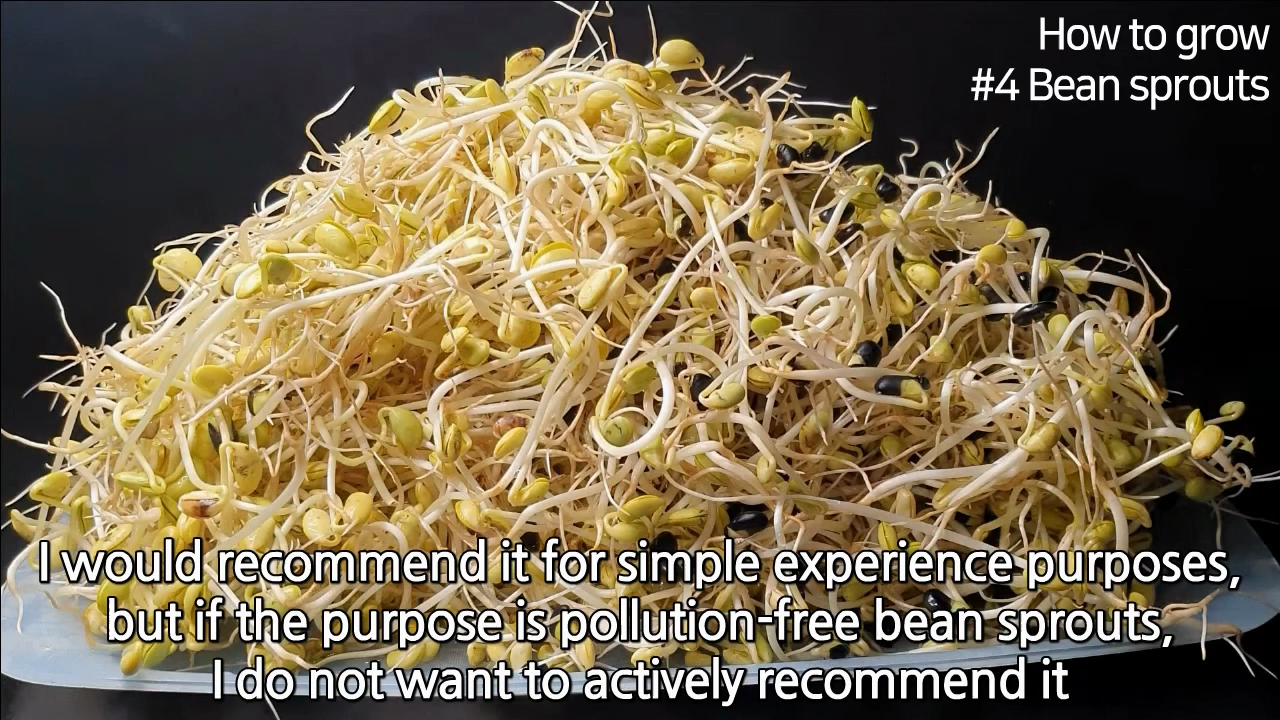 How to grow
#4 Bean sprouts
I would recommend it for simple experience purposes,
but if the purpose is pollution-free bean sprouts,
I do not want to actively recommend it